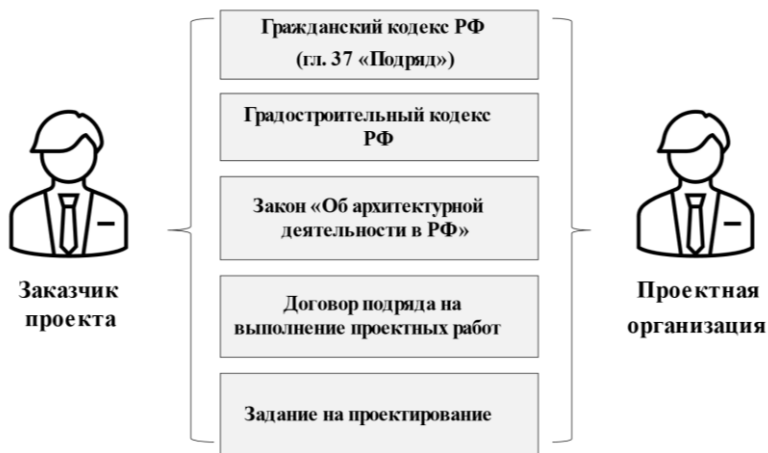 Гражданский кодекс РФ
(гл. 37 «Подряд»)
Градостроительный кодекс
РФ
Закон «Об архитектурной
деятельности в РФ»
Договор подряда на
выполнение проектных работ
Задание на проектирование
Заказчик
проекта
Проектная
организация